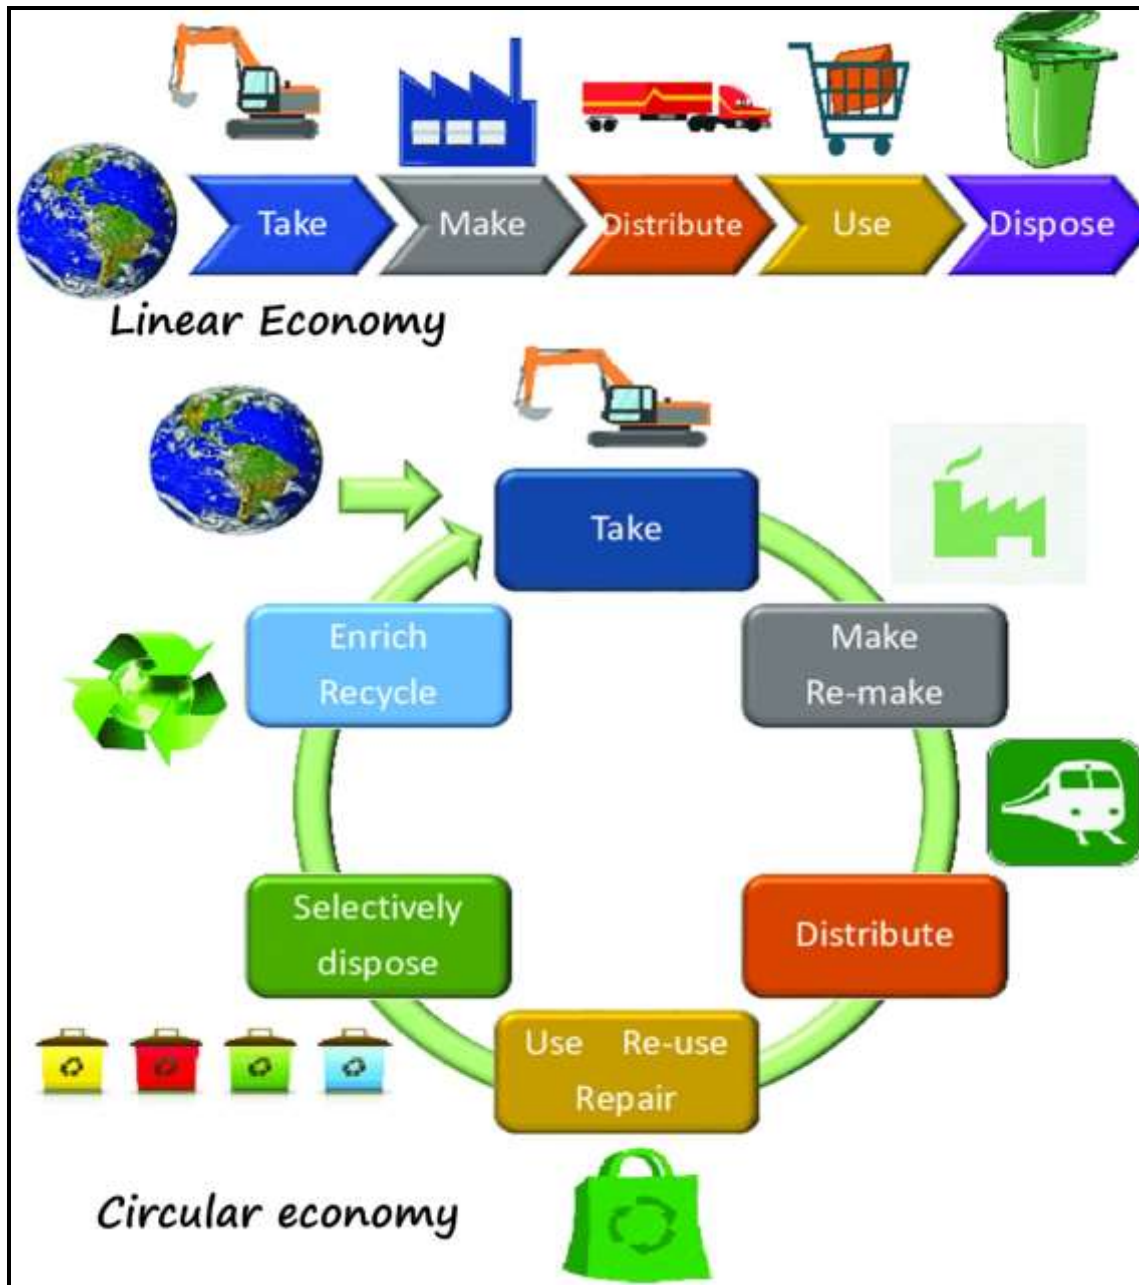 Take
Make
Distribute
Use
Dispose
Linear Economy
Take
Make
Re-make
Distribute
Use Re-use
Repair
Selectively
dispose
Enrich
Recycle
Circular economy